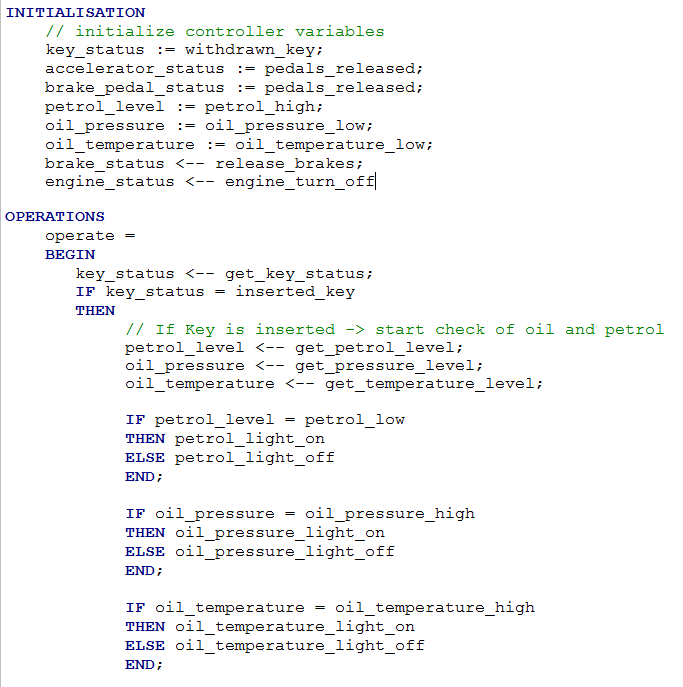 INITIALISATION
// initialize controller variables
key_status := withdrawn_key;
accelerator_status := pedals_released;
brake_pedal_status := pedals_released;
petrol_level := petrol_high;
oil_pressure := oil_pressure_low;
oil_temperature := oil_temperature_low;
brake_status <-- release_brakes;
engine_status <-- engine_turn_off
OPERATIONS
operate =
BEGIN
key_status <-- get_key_status;
IF key_status = inserted_key
THEN
// If Key is inserted -> start check of oil and petrol
petrol_level <-- get_petrol_level;
oil_pressure <-- get_pressure_level;
oil_temperature <-- get_temperature_level;
IF petrol_level = petrol_low
THEN petrol_light_on
ELSE petrol_light_off
END;
IF oil_pressure = oil_pressure_high
THEN oil_pressure_light_on
ELSE oil_pressure_light_off
END;
IF oil_temperature = oil_temperature_high
THEN oil_temperature_light_on
ELSE oil_temperature_light_off
END;